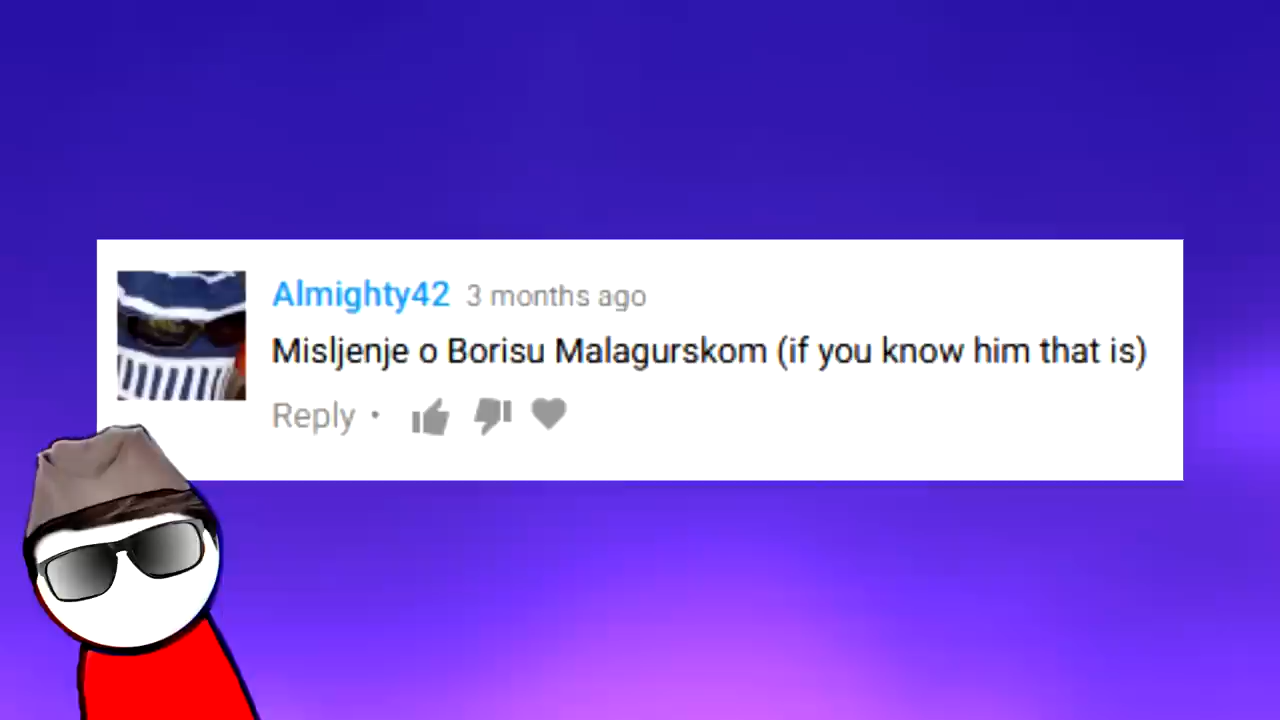 Almighty42 3 months ago
Misljenje o Borisu Malagurskom (if you know him that is)
Reply •